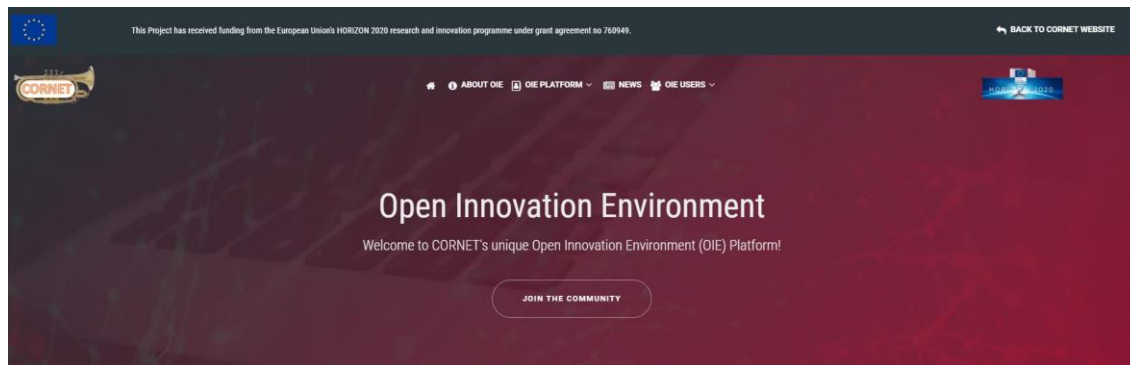 This Project has received funding from the European Union's HORIZON 2020 research and innovation programme under grant agreement no 760949.
BACK TO CORNET WEBSITE
CORNET
ABOUT OIE OIE PLATFORM NEWS OIE USERS
HORIZON 2020
Open Innovation Environment
Welcome to CORNET's unique Open Innovation Environment (OIE) Platform!
JOIN THE COMMUNITY